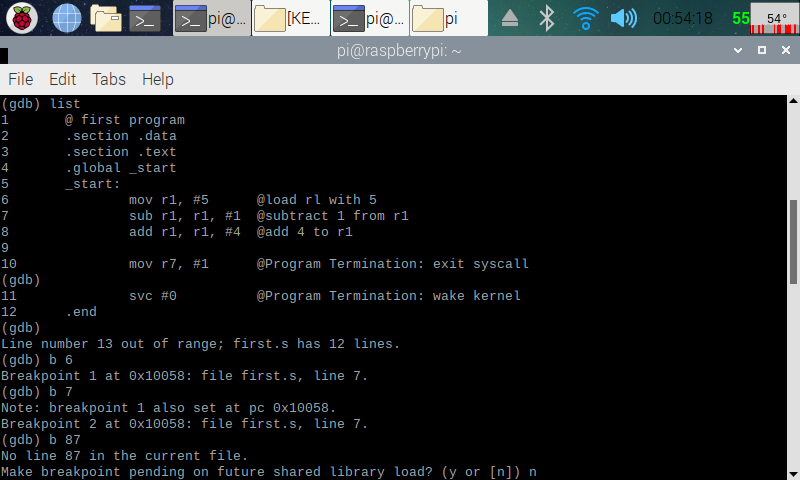 pi@... [KE... pi@... pi 00:54:18 55 54°
pi@raspberrypi: ~
File Edit Tabs Help
(gdb) list
1       @ first program
2       .section .data
3       .section .text
4       .global _start
5       _start:
6               mov r1, #5      @load rl with 5
7               sub r1, r1, #1  @subtract 1 from r1
8               add r1, r1, #4  @add 4 to r1
9
10              mov r7, #1      @Program Termination: exit syscall
(gdb)
11              svc #0          @Program Termination: wake kernel
12      .end
(gdb)
Line number 13 out of range; first.s has 12 lines.
(gdb) b 6
Breakpoint 1 at 0x10058: file first.s, line 7.
(gdb) b 7
Note: breakpoint 1 also set at pc 0x10058.
Breakpoint 2 at 0x10058: file first.s, line 7.
(gdb) b 87
No line 87 in the current file.
Make breakpoint pending on future shared library load? (y or [n]) n